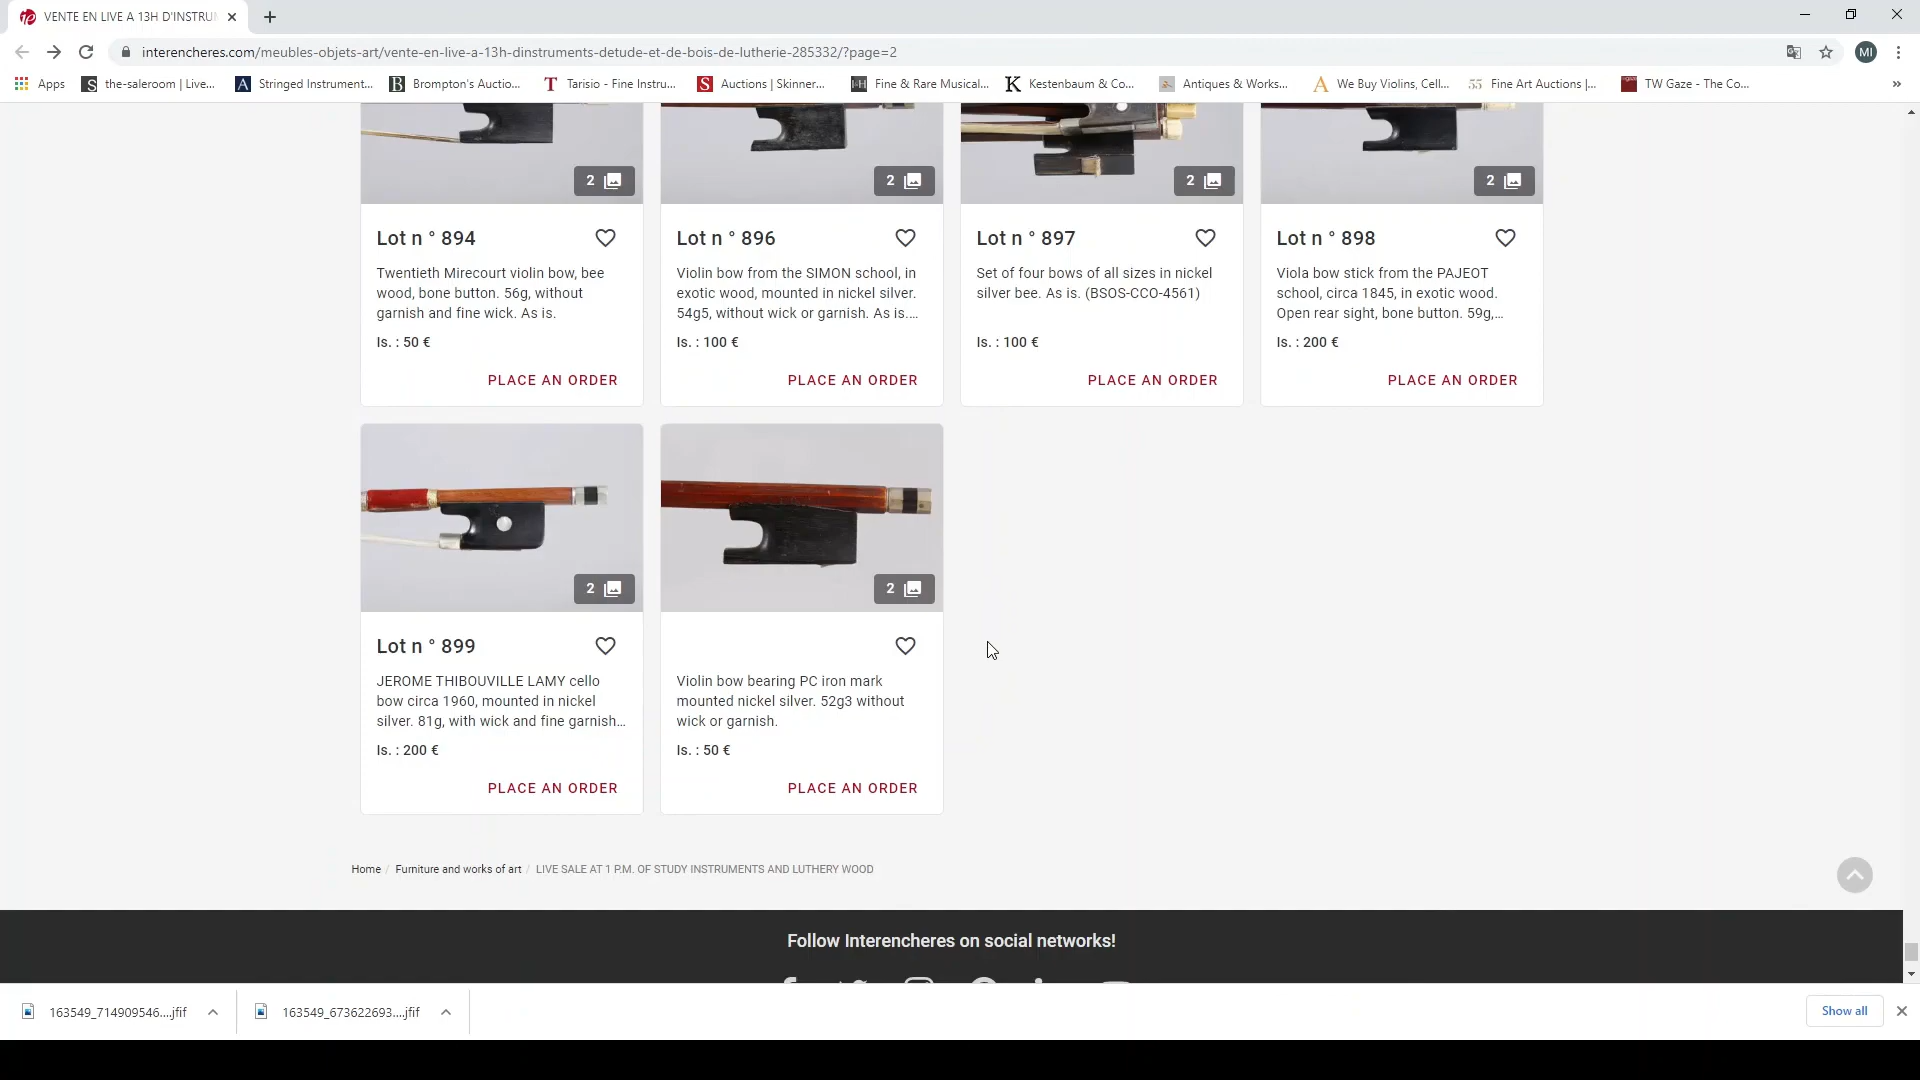 VENTE EN LIVE A 13H D'INSTRU
interencheres.com/meubles-objets-art/vente-en-live-a-13h-dinstruments-detude-et-de-bois-de-lutherie-285332/?page=2
MI
Apps
the-saleroom | Live...
Stringed Instrument...
Brompton's Auctio...
Tarisio - Fine Instru...
Auctions | Skinner...
Fine & Rare Musical...
Kestenbaum & Co...
Antiques & Works...
We Buy Violins, Cell...
Fine Art Auctions |...
TW Gaze - The Co...
2
2
2
2
Lot n ° 894
Twentieth Mirecourt violin bow, bee
wood, bone button. 56g, without
garnish and fine wick. As is.
Is. : 50 €
PLACE AN ORDER
Lot n ° 896
Violin bow from the SIMON school, in
exotic wood, mounted in nickel silver.
54g5, without wick or garnish. As is....
Is. : 100 €
PLACE AN ORDER
Lot n ° 897
Set of four bows of all sizes in nickel
silver bee. As is. (BSOS-CCO-4561)
Is. : 100 €
PLACE AN ORDER
Lot n ° 898
Viola bow stick from the PAJEOT
school, circa 1845, in exotic wood.
Open rear sight, bone button. 59g,...
Is. : 200 €
PLACE AN ORDER
2
2
Lot n ° 899
JEROME THIBOUVILLE LAMY cello
bow circa 1960, mounted in nickel
silver. 81g, with wick and fine garnish...
Is. : 200 €
PLACE AN ORDER
Violin bow bearing PC iron mark
mounted nickel silver. 52g3 without
wick or garnish.
Is. : 50 €
PLACE AN ORDER
Home / Furniture and works of art / LIVE SALE AT 1 P.M. OF STUDY INSTRUMENTS AND LUTHERY WOOD
Follow Interencheres on social networks!
163549_714909546....jfif
163549_673622693....jfif
Show all